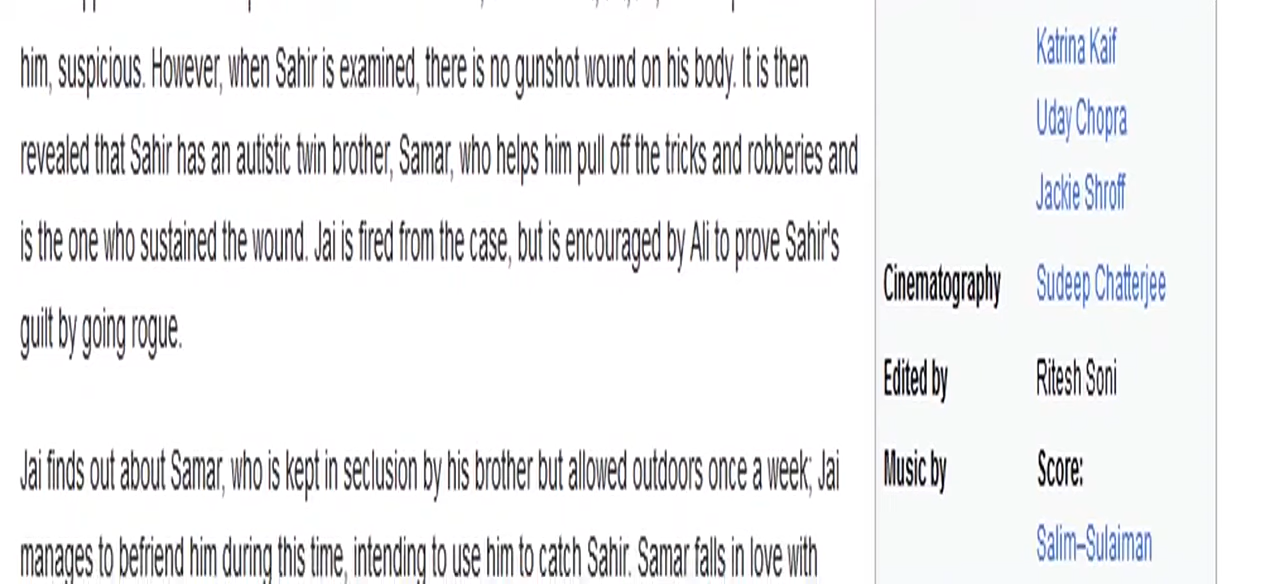 him, suspicious. However, when Sahir is examined, there is no gunshot wound on his body. It is then
revealed that Sahir has an autistic twin brother, Samar, who helps him pull off the tricks and robberies and
is the one who sustained the wound. Jai is fired from the case, but is encouraged by Ali to prove Sahir's
guilt by going rogue.
Jai finds out about Samar, who is kept in seclusion by his brother but allowed outdoors once a week; Jai
manages to befriend him during this time, intending to use him to catch Sahir. Samar falls in love with
Katrina Kaif
Uday Chopra
Jackie Shroff
Cinematography Sudeep Chatterjee
Edited by Ritesh Soni
Music by Score:
Salim–Sulaiman